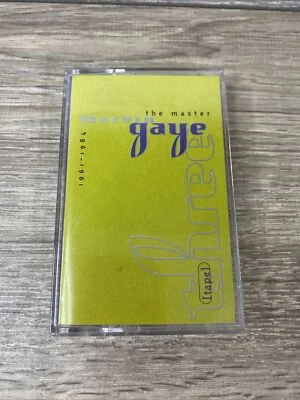 the master
marvin
gaye
1961-1984
three
[tape]